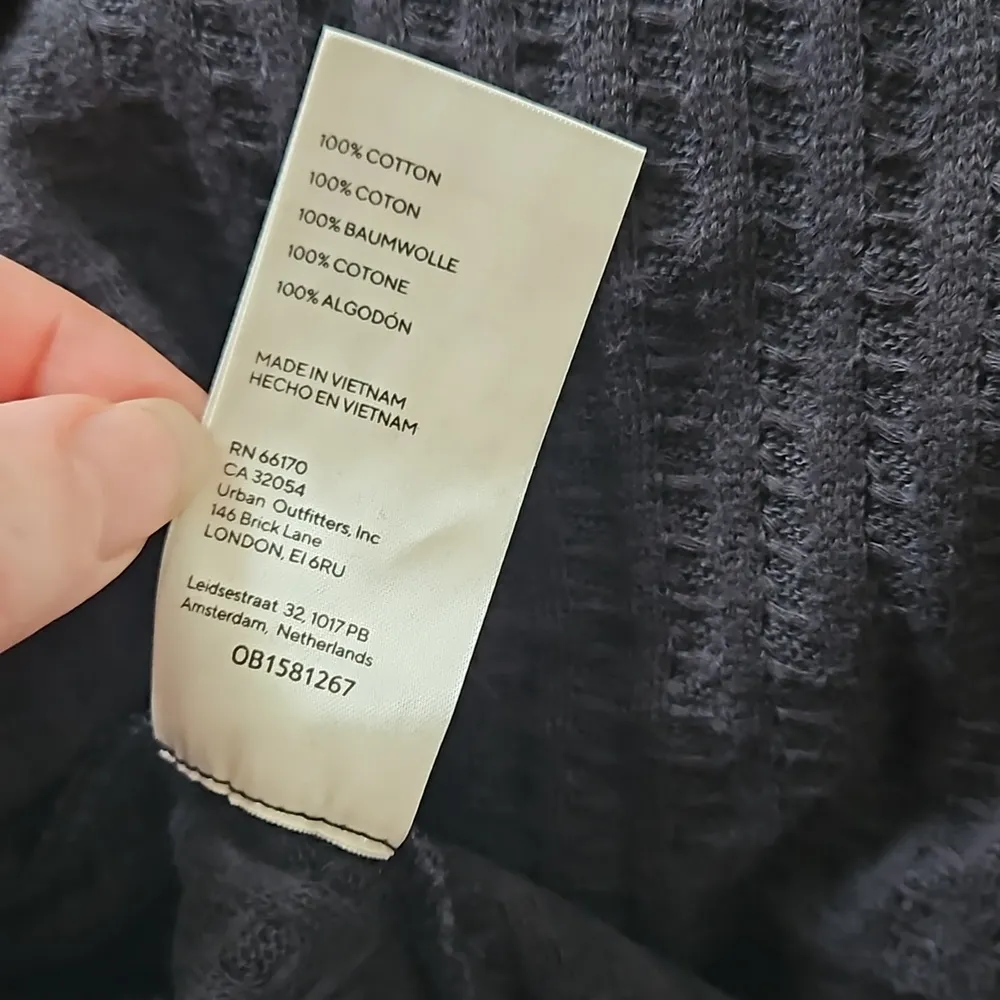 100% COTTON
100% COTON
100% BAUMWOLLE
100% COTONE
100% ALGODÓN
MADE IN VIETNAM
HECHO EN VIETNAM
RN 66170
CA 32054
Urban Outfitters, Inc
146 Brick Lane
LONDON, E1 6RU
Leidsestraat 32, 1017 PB
Amsterdam, Netherlands
OB1581267